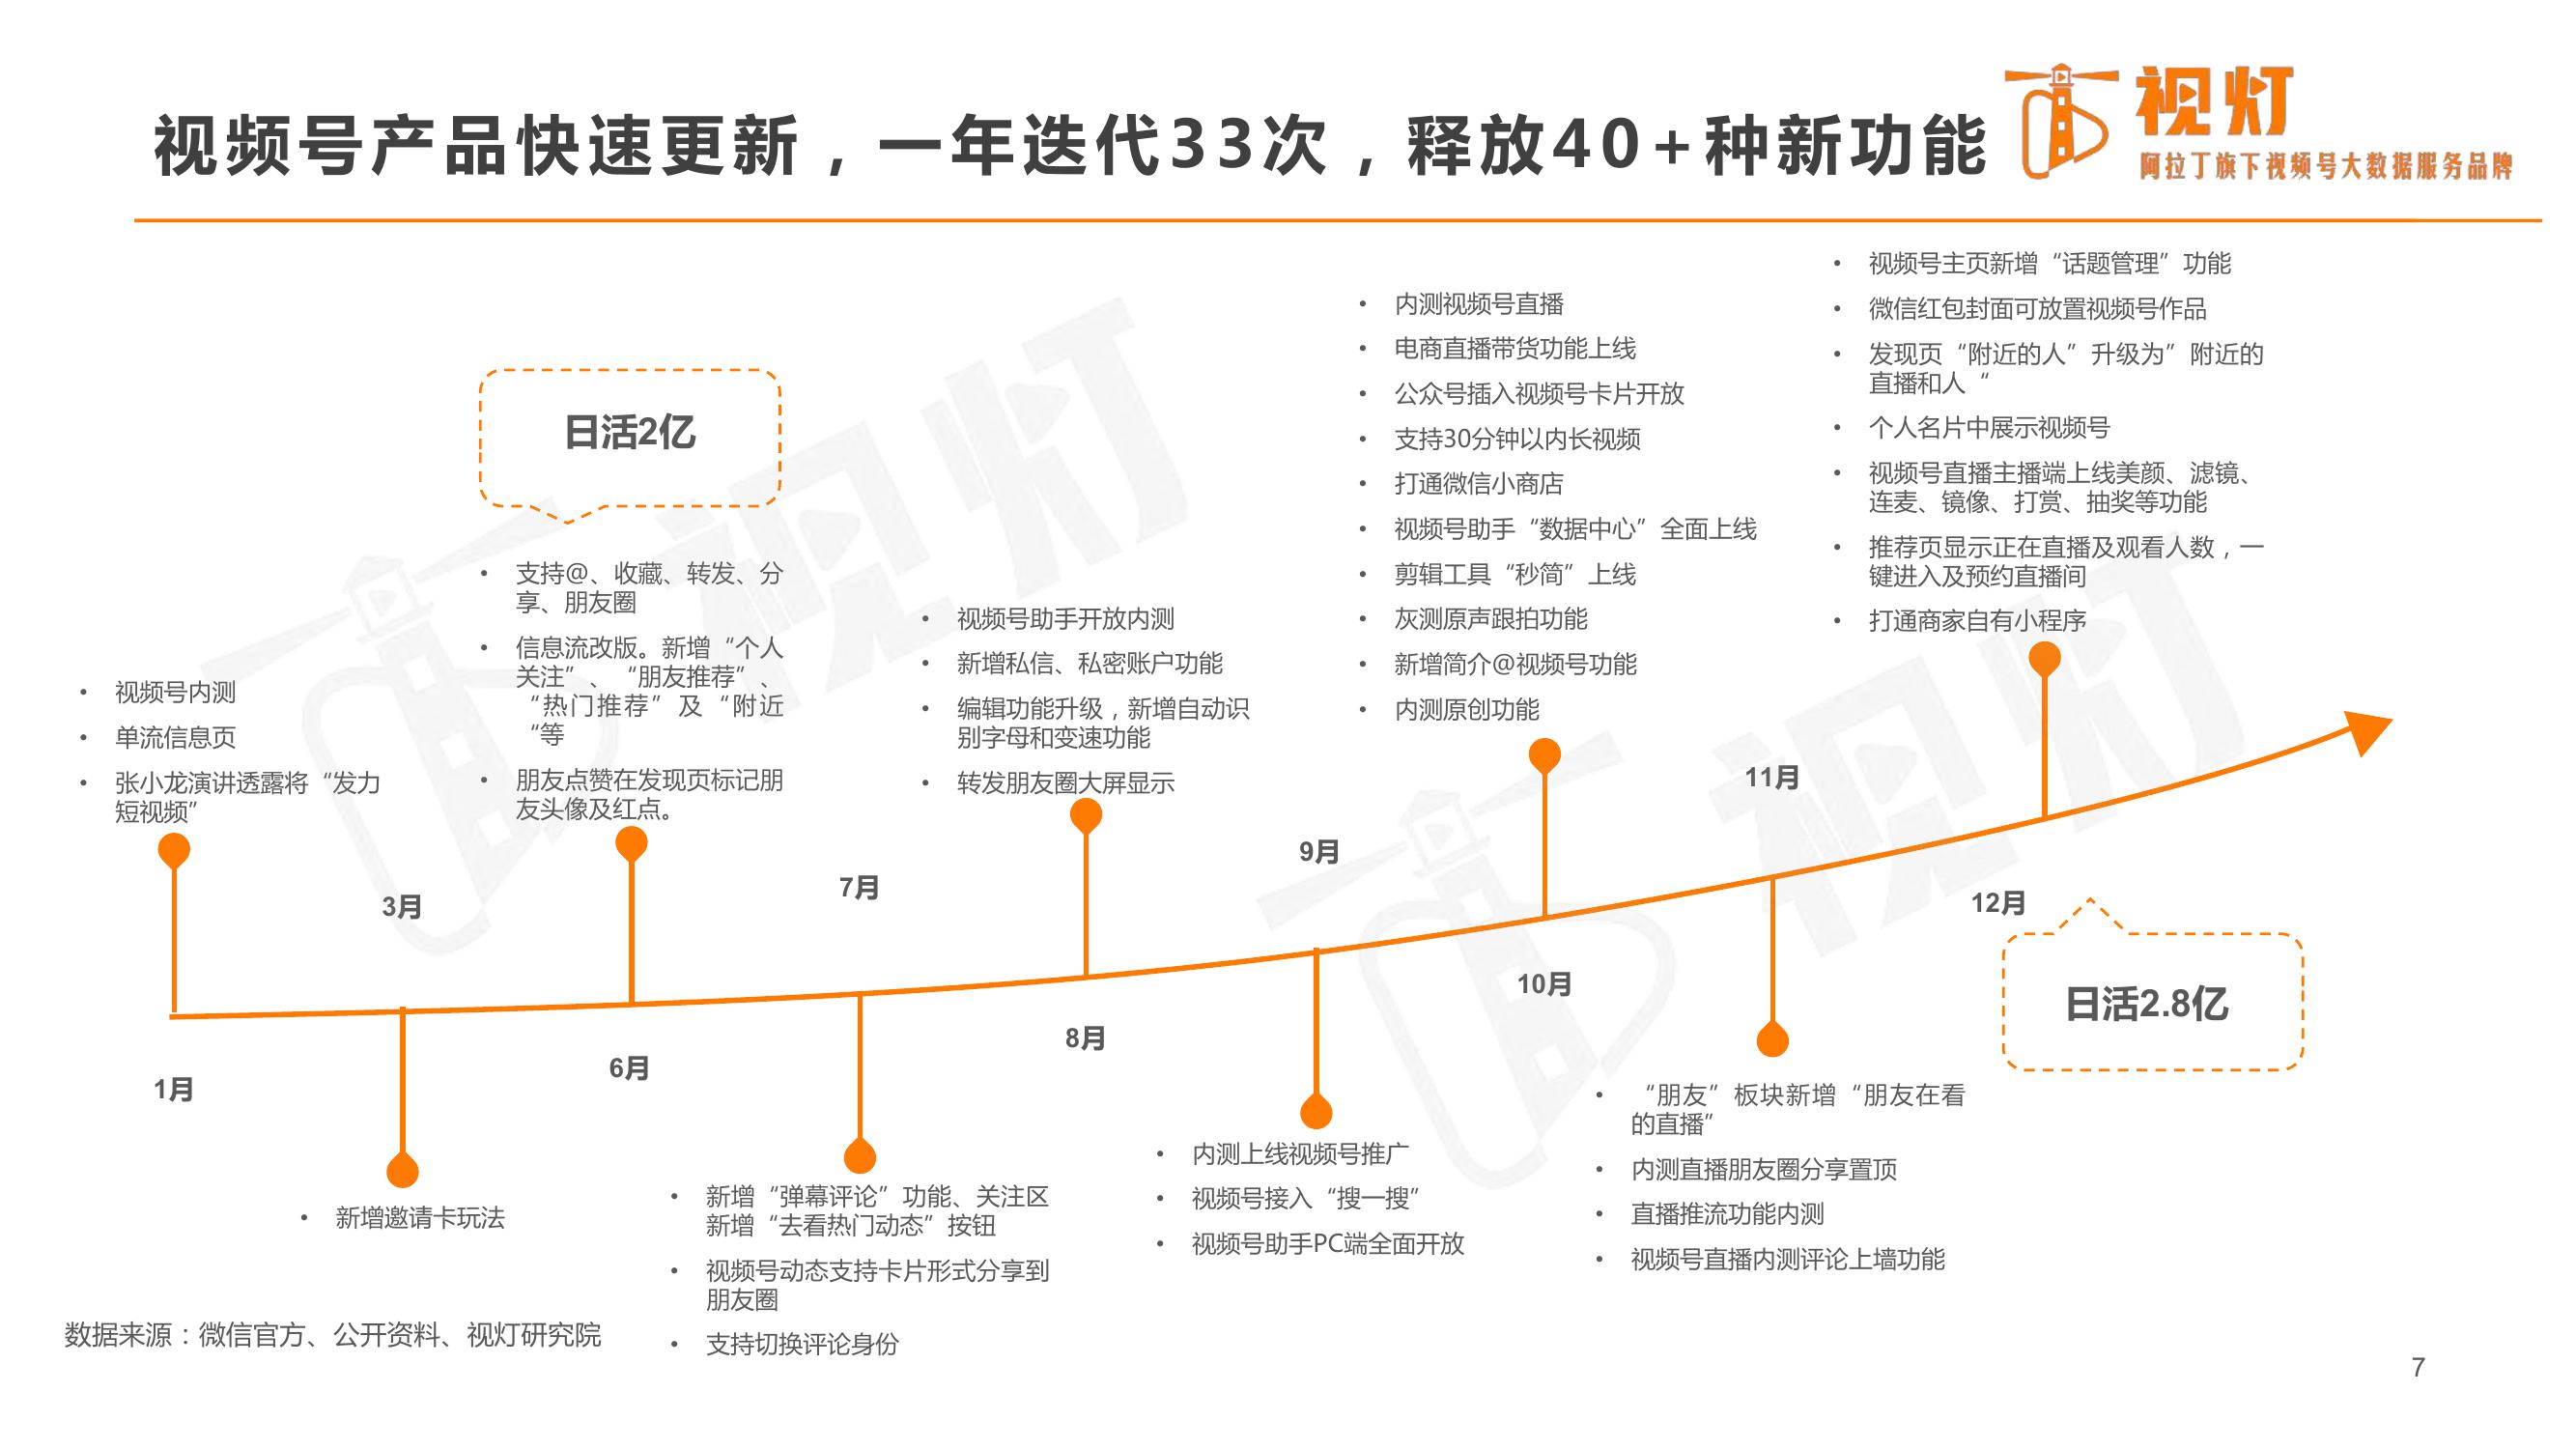 视频号产品快速更新，一年迭代33次，释放40+种新功能
视灯
阿拉丁旗下视频号大数据服务品牌
• 视频号内测
• 单流信息页
• 张小龙演讲透露将“发力
短视频”
1月
3月
• 新增邀请卡玩法
日活2亿
• 支持@、收藏、转发、分
享、朋友圈
• 信息流改版。新增“个人
关注”、“朋友推荐”、
“热门推荐”及“附近
“等
• 朋友点赞在发现页标记朋
友头像及红点。
6月
7月
• 新增“弹幕评论”功能、关注区
新增“去看热门动态”按钮
• 视频号动态支持卡片形式分享到
朋友圈
• 支持切换评论身份
• 视频号助手开放内测
• 新增私信、私密账户功能
• 编辑功能升级，新增自动识
别字母和变速功能
• 转发朋友圈大屏显示
8月
9月
• 内测上线视频号推广
• 视频号接入“搜一搜”
• 视频号助手PC端全面开放
• 内测视频号直播
• 电商直播带货功能上线
• 公众号插入视频号卡片开放
• 支持30分钟以内长视频
• 打通微信小商店
• 视频号助手“数据中心”全面上线
• 剪辑工具“秒简”上线
• 灰测原声跟拍功能
• 新增简介@视频号功能
• 内测原创功能
10月
11月
• “朋友”板块新增“朋友在看
的直播”
• 内测直播朋友圈分享置顶
• 直播推流功能内测
• 视频号直播内测评论上墙功能
• 视频号主页新增“话题管理”功能
• 微信红包封面可放置视频号作品
• 发现页“附近的人”升级为”附近的
直播和人“
• 个人名片中展示视频号
• 视频号直播主播端上线美颜、滤镜、
连麦、镜像、打赏、抽奖等功能
• 推荐页显示正在直播及观看人数，一
键进入及预约直播间
• 打通商家自有小程序
12月
日活2.8亿
数据来源：微信官方、公开资料、视灯研究院
7
视灯
视灯